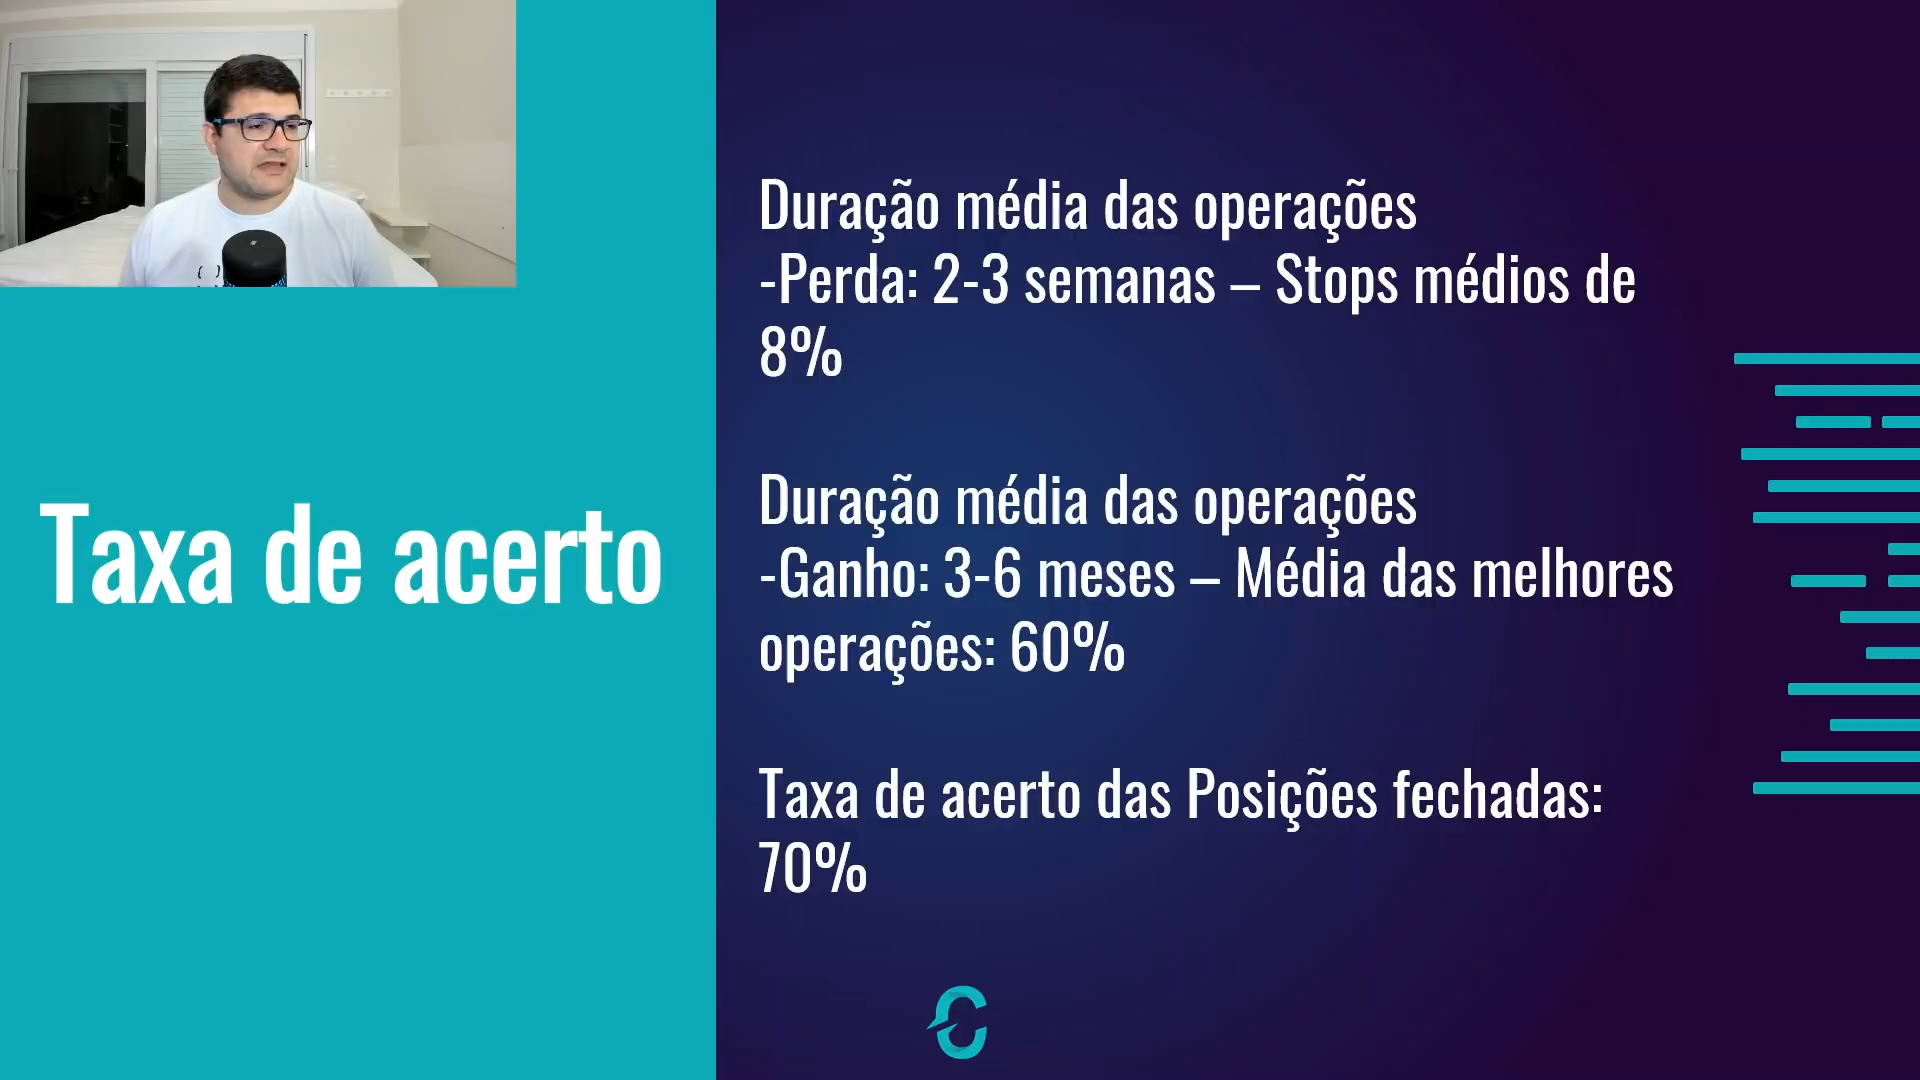 Taxa de acerto
Duração média das operações
-Perda: 2-3 semanas – Stops médios de
8%
Duração média das operações
-Ganho: 3-6 meses – Média das melhores
operações: 60%
Taxa de acerto das Posições fechadas:
70%